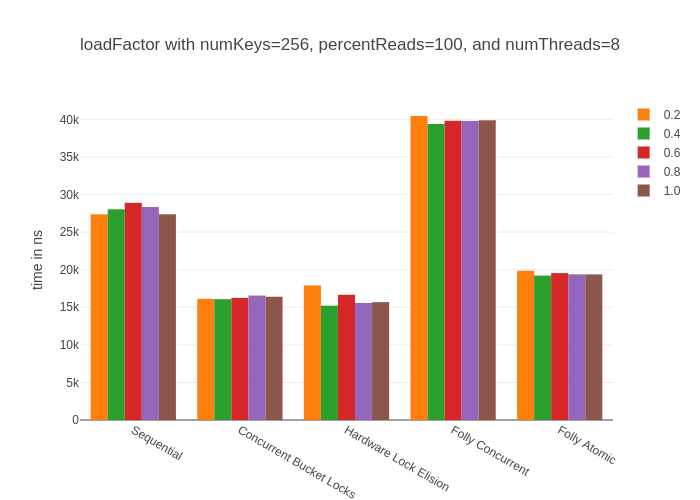 loadFactor with numKeys=256, percentReads=100, and numThreads=8
time in ns
40k
35k
30k
25k
20k
15k
10k
5k
0
Sequential
Concurrent Bucket Locks
Hardware Lock Elision
Folly Concurrent
Folly Atomic
0.2
0.4
0.6
0.8
1.0